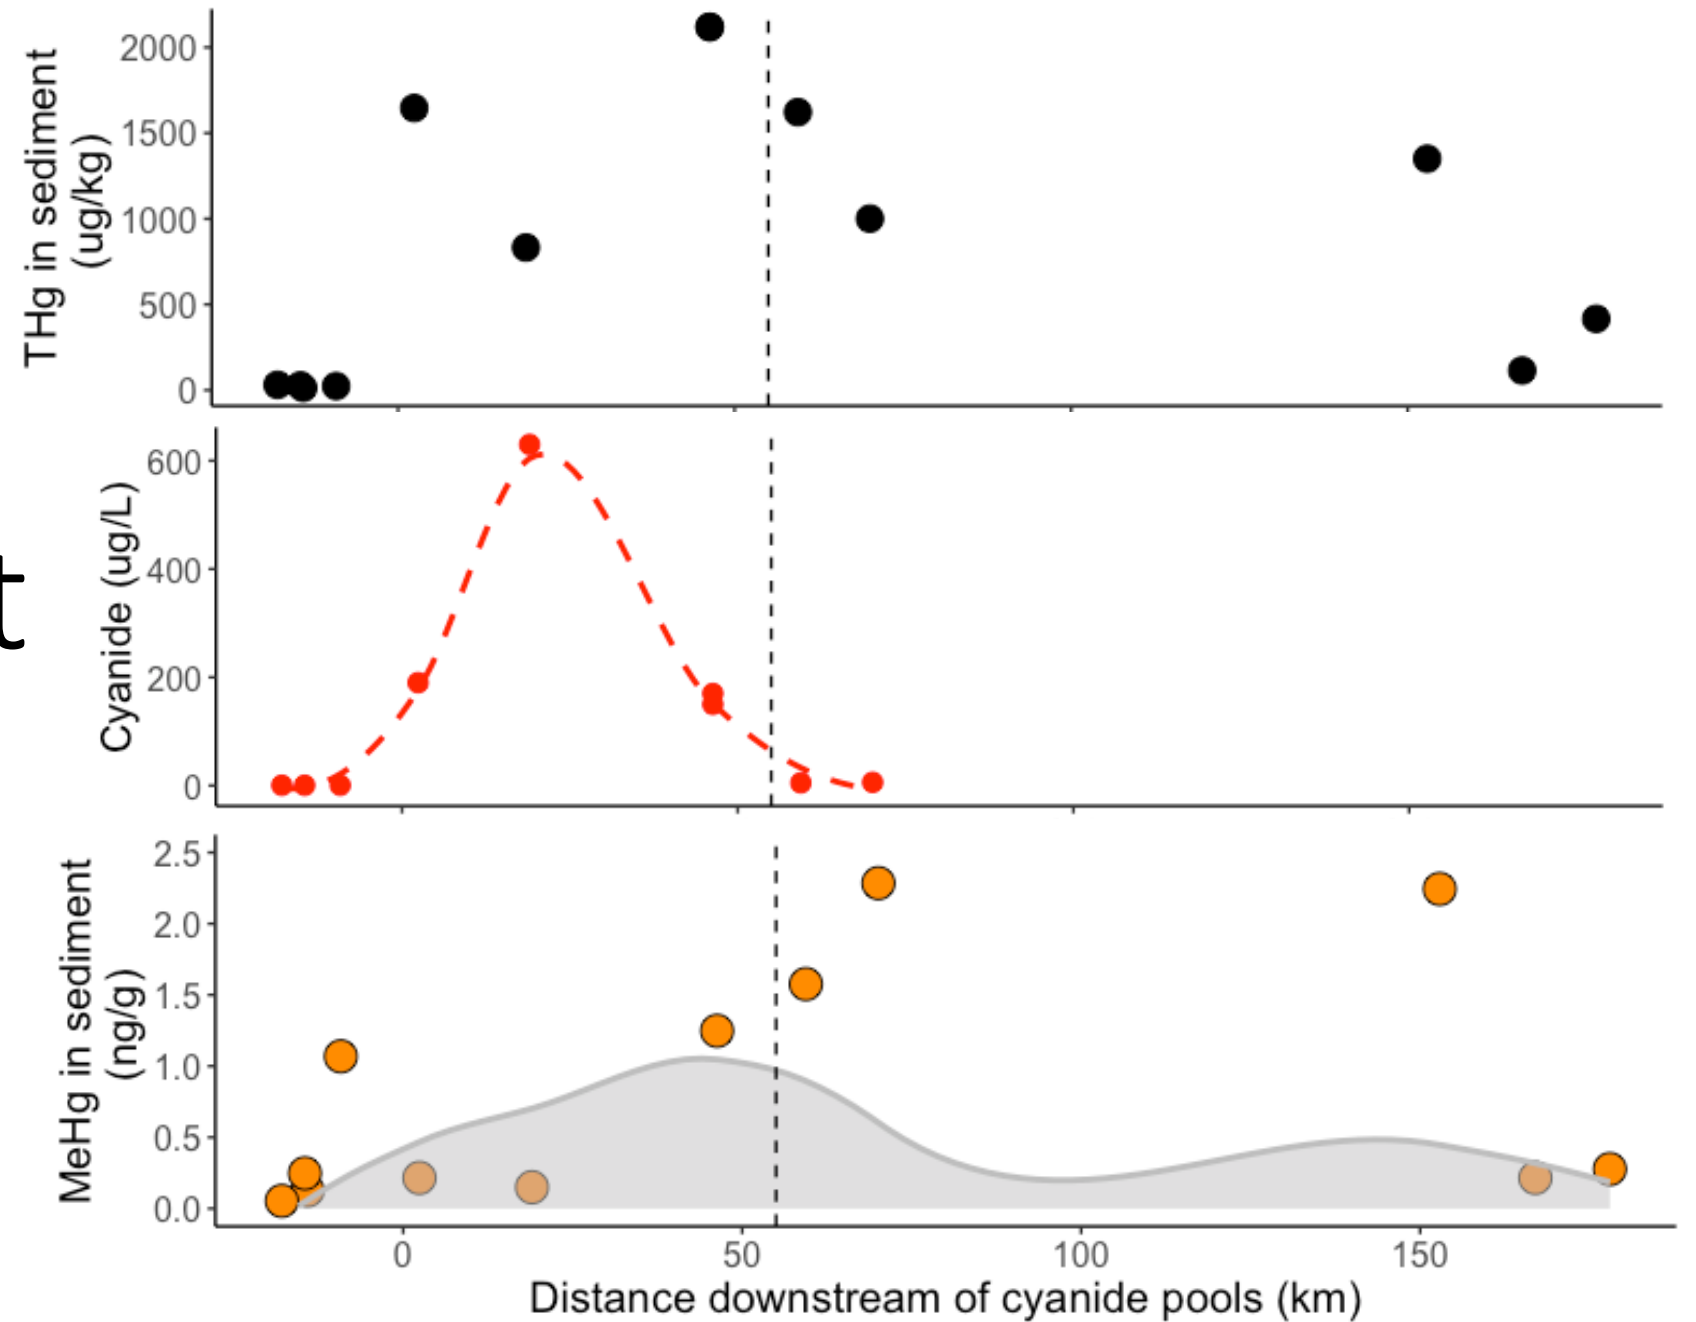 THg in sediment
(ug/kg)
2000
1500
1000
500
0
t
Cyanide (ug/L)
600
400
200
0
MeHg in sediment
(ng/g)
2.5
2.0
1.5
1.0
0.5
0.0
0 50 100 150
Distance downstream of cyanide pools (km)